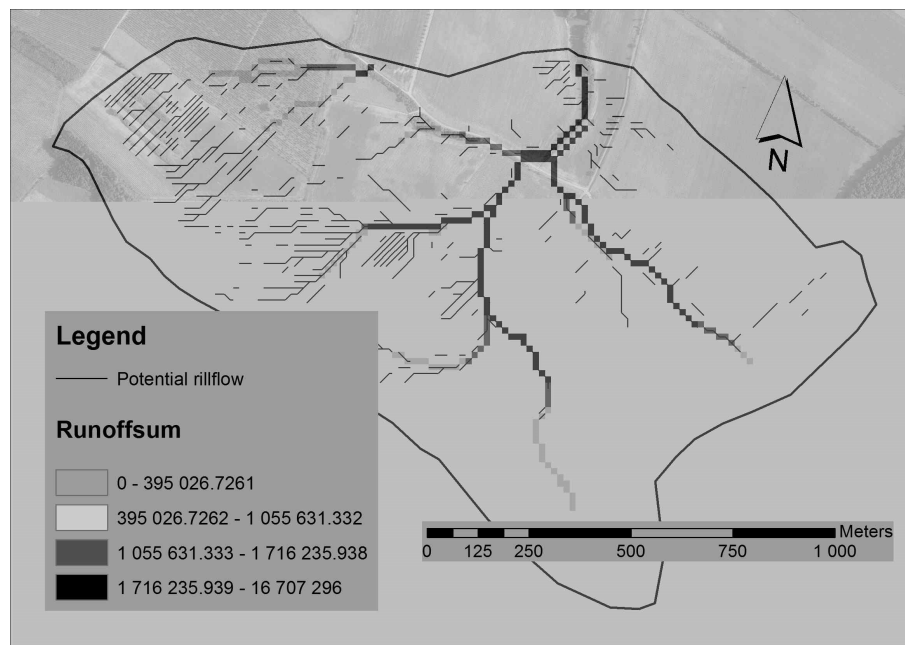 N
Legend
Potential rillflow
Runoffsum
0 - 395 026.7261
395 026.7262 - 1 055 631.332
1 055 631.333 - 1 716 235.938
1 716 235.939 - 16 707 296
Meters
0 125 250 500 750 1 000